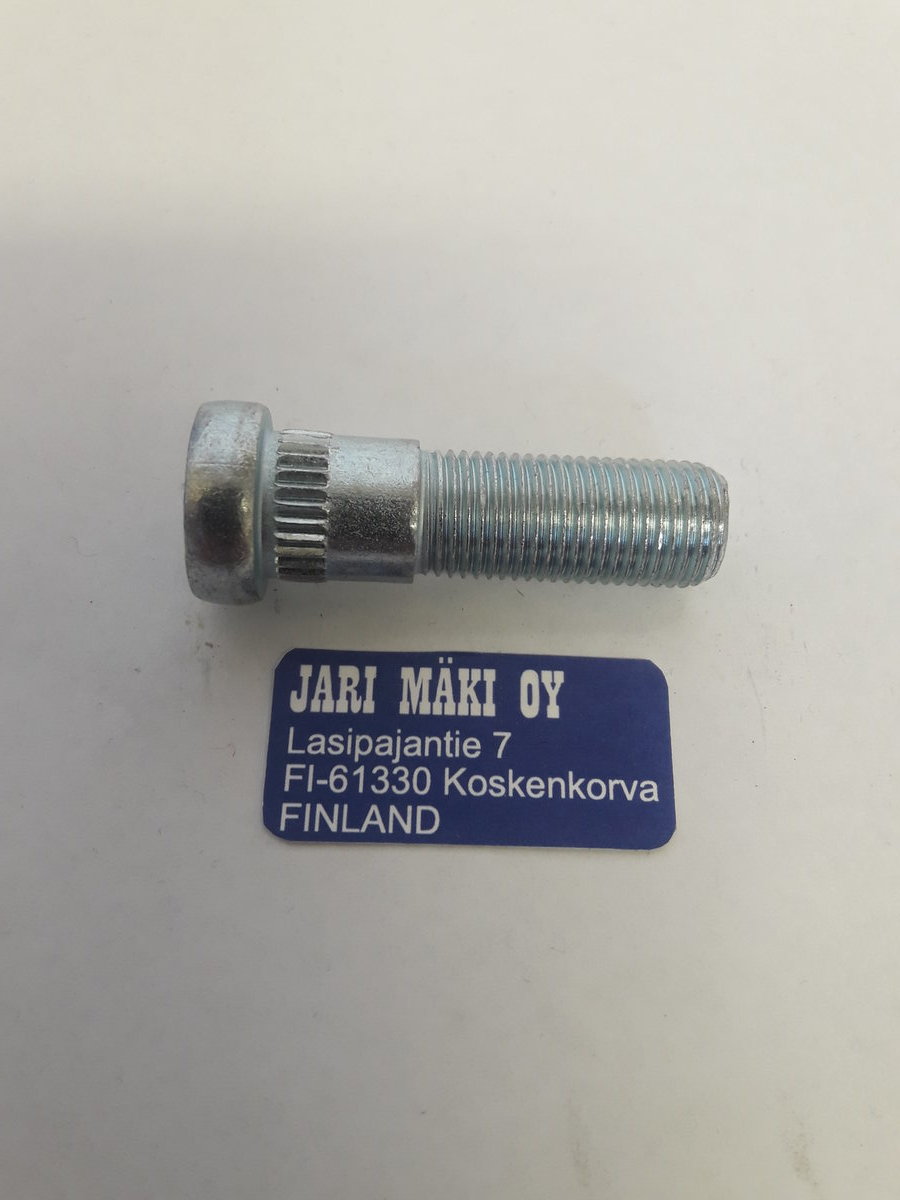 JARI MÄKI OY
Lasipajantie 7
FI-61330 Koskenkorva
FINLAND